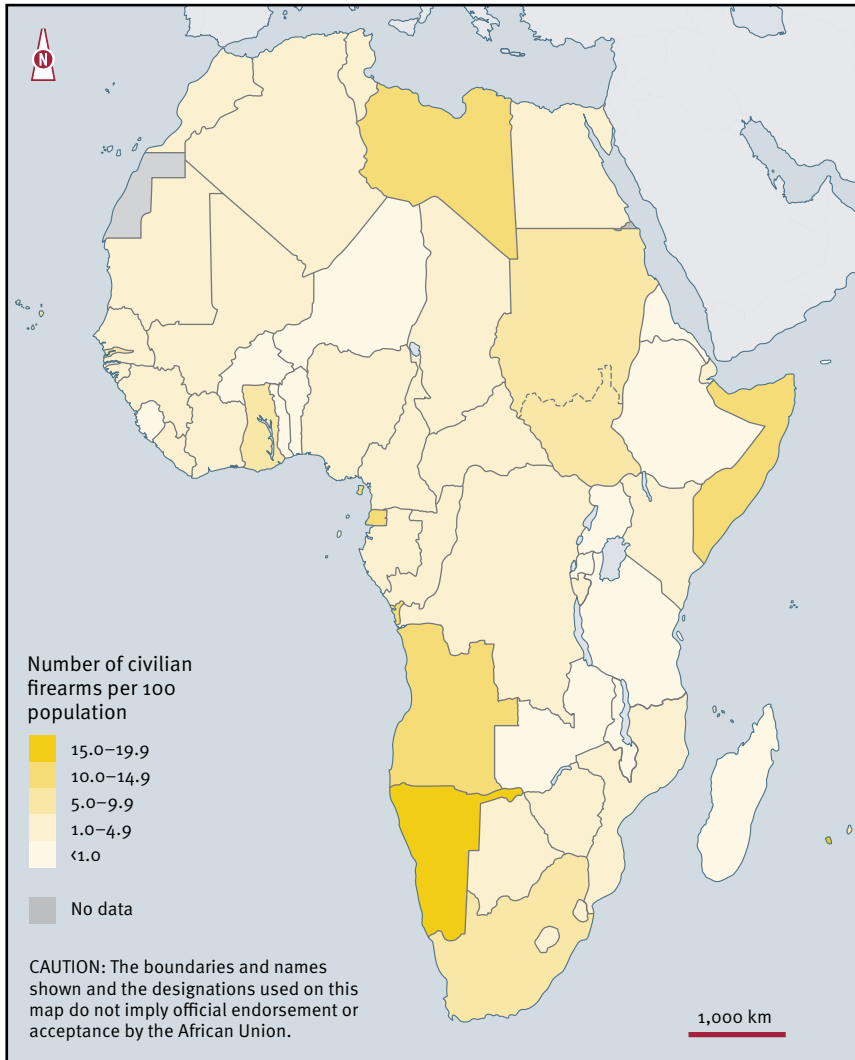 N
Number of civilian
firearms per 100
population
15.0–19.9
10.0–14.9
5.0–9.9
1.0–4.9
<1.0
No data
CAUTION: The boundaries and names
shown and the designations used on this
map do not imply official endorsement or
acceptance by the African Union.
1,000 km